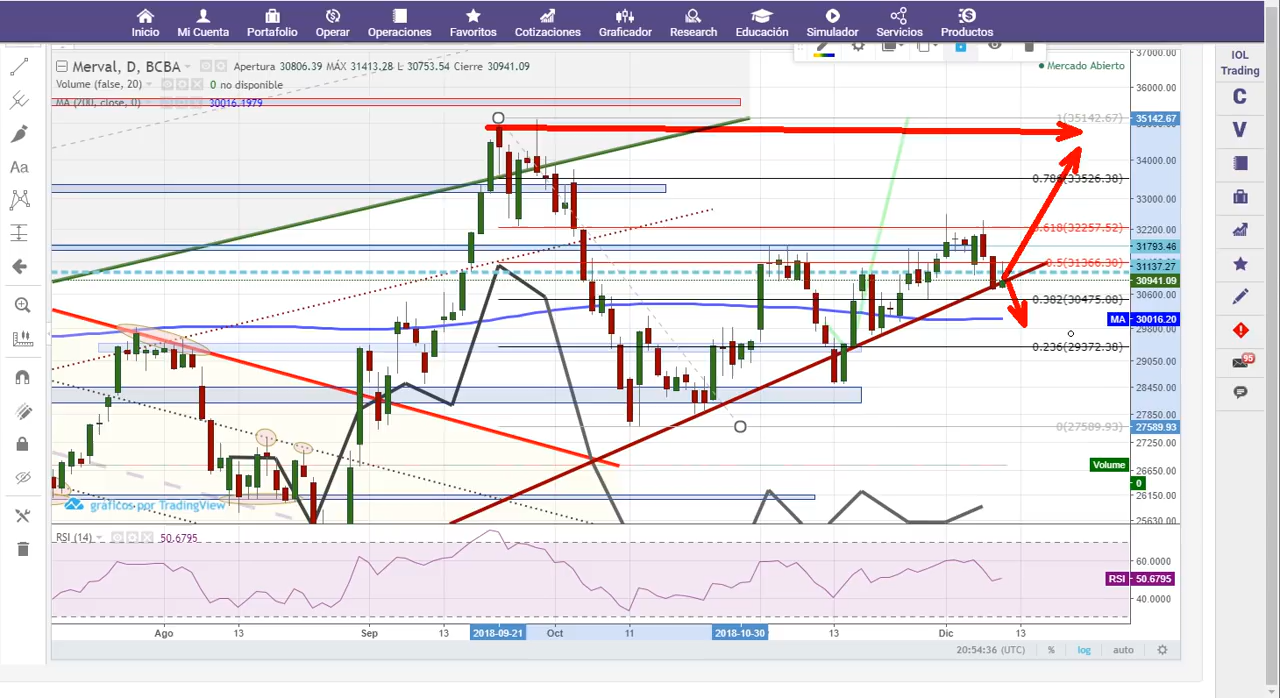 Inicio Mi Cuenta Portafolio Operar Operaciones Favoritos Cotizaciones Graficador Research Educación Simulador Servicios Productos
IOL
Trading
C
V
95
Aa
Merval, D, BCBA Apertura 30806.39 MÁX 31413.28 L: 30753.54 Cierre 30941.09
Mercado Abierto
Volume (false, 20) 0 no disponible
MA (200, close, 0) 30016.1979
37000.00
36000.00
1(35142.67) 35142.67
34000.00
0.786(33526.38)
33000.00
0.618(32257.52) 32200.00
31793.46
0.5(31366.30) 31137.27
30941.09
0.382(30475.08) 30600.00
MA 30016.20
29800.00
0.236(29372.38)
29050.00
28450.00
27850.00
0(27589.93) 27589.93
27250.00
Volume
26650.00
0
26150.00
25630.00
gráficos por TradingView
RSI (14) 50.6795
60.0000
RSI 50.6795
40.0000
Ago 13 Sep 13 2018-09-21 Oct 11 2018-10-30 13 Dic 13
20:54:36 (UTC) % log auto